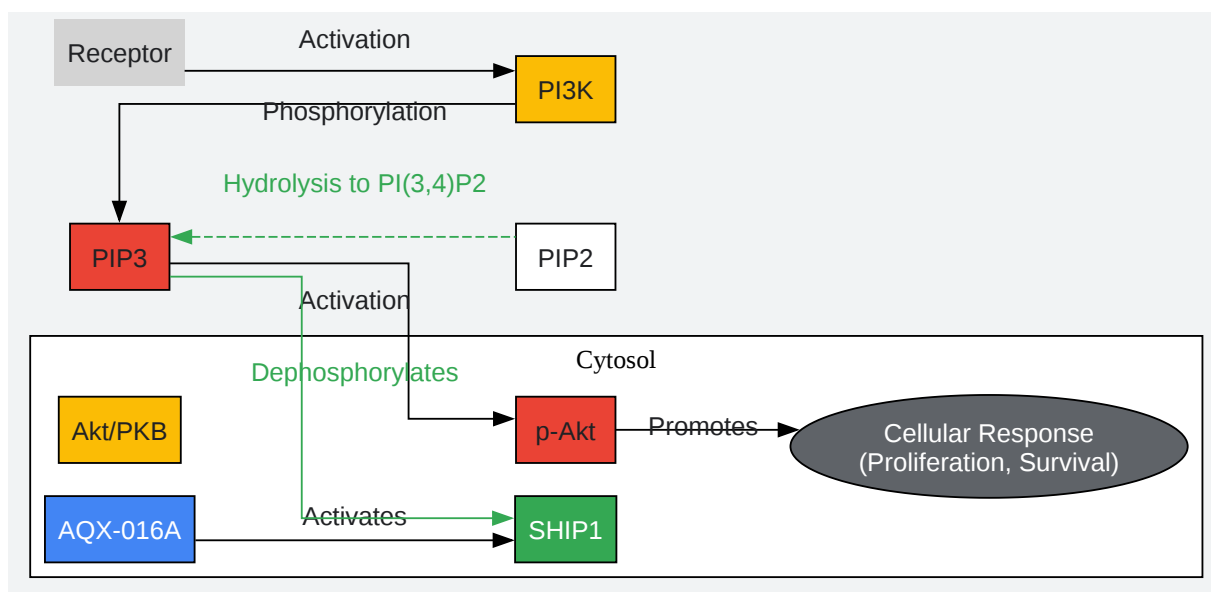 Activation
Receptor
PI3K
Phosphorylation
Hydrolysis to PI(3,4)P2
PIP3
PIP2
Activation
Cytosol
Dephosphorylates
Akt/PKB
p-Akt
Promotes
Cellular Response
(Proliferation, Survival)
AQX-016A
Activates
SHIP1